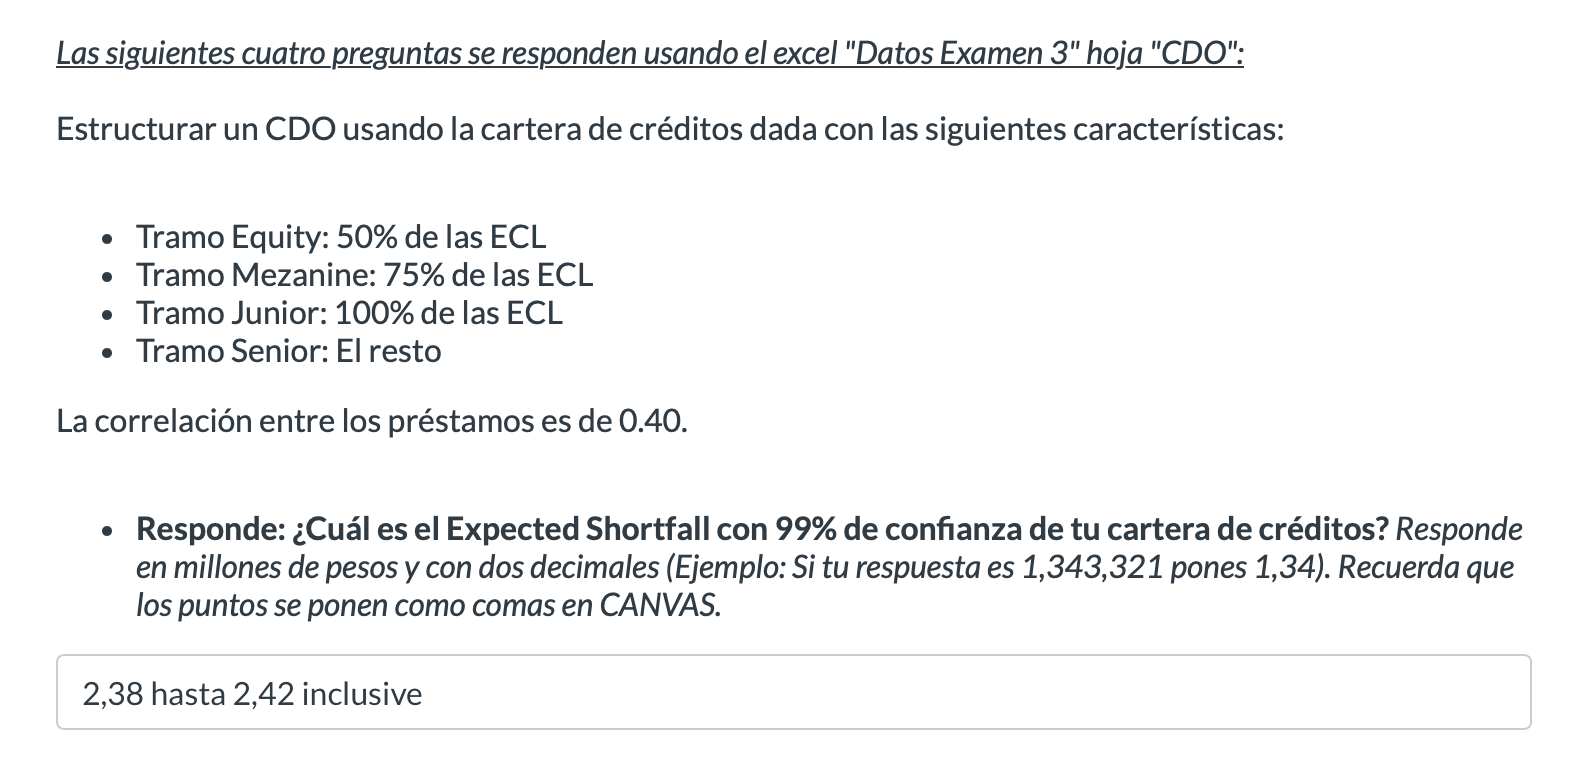 Las siguientes cuatro preguntas se responden usando el excel "Datos Examen 3" hoja "CDO":
Estructurar un CDO usando la cartera de créditos dada con las siguientes características:
• Tramo Equity: 50% de las ECL
• Tramo Mezanine: 75% de las ECL
• Tramo Junior: 100% de las ECL
• Tramo Senior: El resto
La correlación entre los préstamos es de 0.40.
• Responde: ¿Cuál es el Expected Shortfall con 99% de confianza de tu cartera de créditos? Responde
en millones de pesos y con dos decimales (Ejemplo: Si tu respuesta es 1,343,321 pones 1,34). Recuerda que
los puntos se ponen como comas en CANVAS.
2,38 hasta 2,42 inclusive